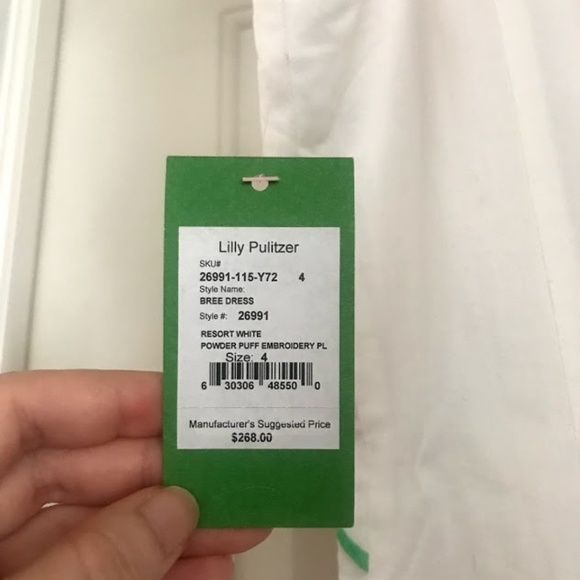 Lilly Pulitzer
SKU#
26991-115-Y72 4
Style Name:
BREE DRESS
Style #: 26991
RESORT WHITE
POWDER PUFF EMBROIDERY PL
Size: 4
6 30306 48550 0
Manufacturer's Suggested Price
$268.00